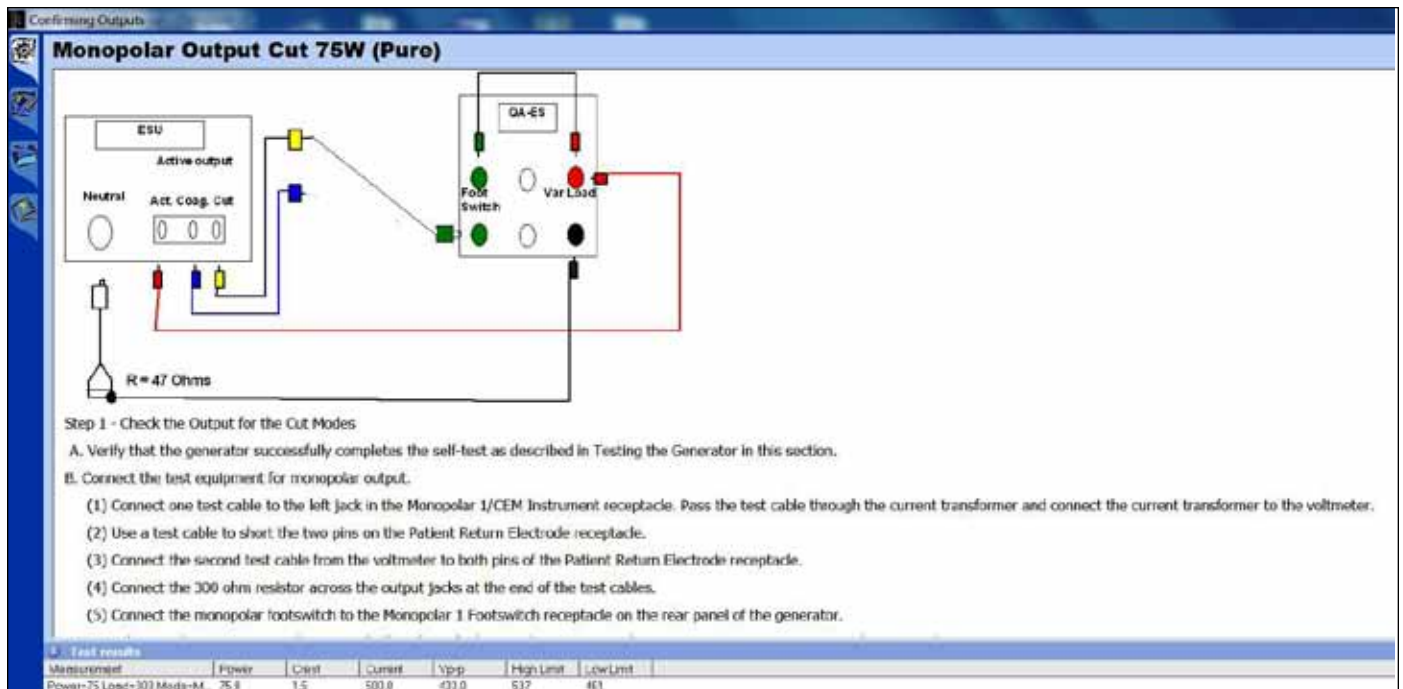 Confirming Outputs
Monopolar Output Cut 75W (Pure)
ESU
Active output
Neutral
Act. Coag. Cut
0 0 0
QA-ES
Foot Switch
Var Load
R = 47 Ohms
Step 1 - Check the Output for the Cut Modes
A. Verify that the generator successfully completes the self-test as described in Testing the Generator in this section.
B. Connect the test equipment for monopolar output.
(1) Connect one test cable to the left jack in the Monopolar 1/CEM Instrument receptacle. Pass the test cable through the current transformer and connect the current transformer to the voltmeter.
(2) Use a test cable to short the two pins on the Patient Return Electrode receptacle.
(3) Connect the second test cable from the voltmeter to both pins of the Patient Return Electrode receptacle.
(4) Connect the 300 ohm resistor across the output jacks at the end of the test cables.
(5) Connect the monopolar footswitch to the Monopolar 1 Footswitch receptacle on the rear panel of the generator.
Test results
Measurement Power Crest Current Vp-p High Limit Low Limit
Power=75 Load=303 Mode=M... 1.5 500.0 433.0 537 463